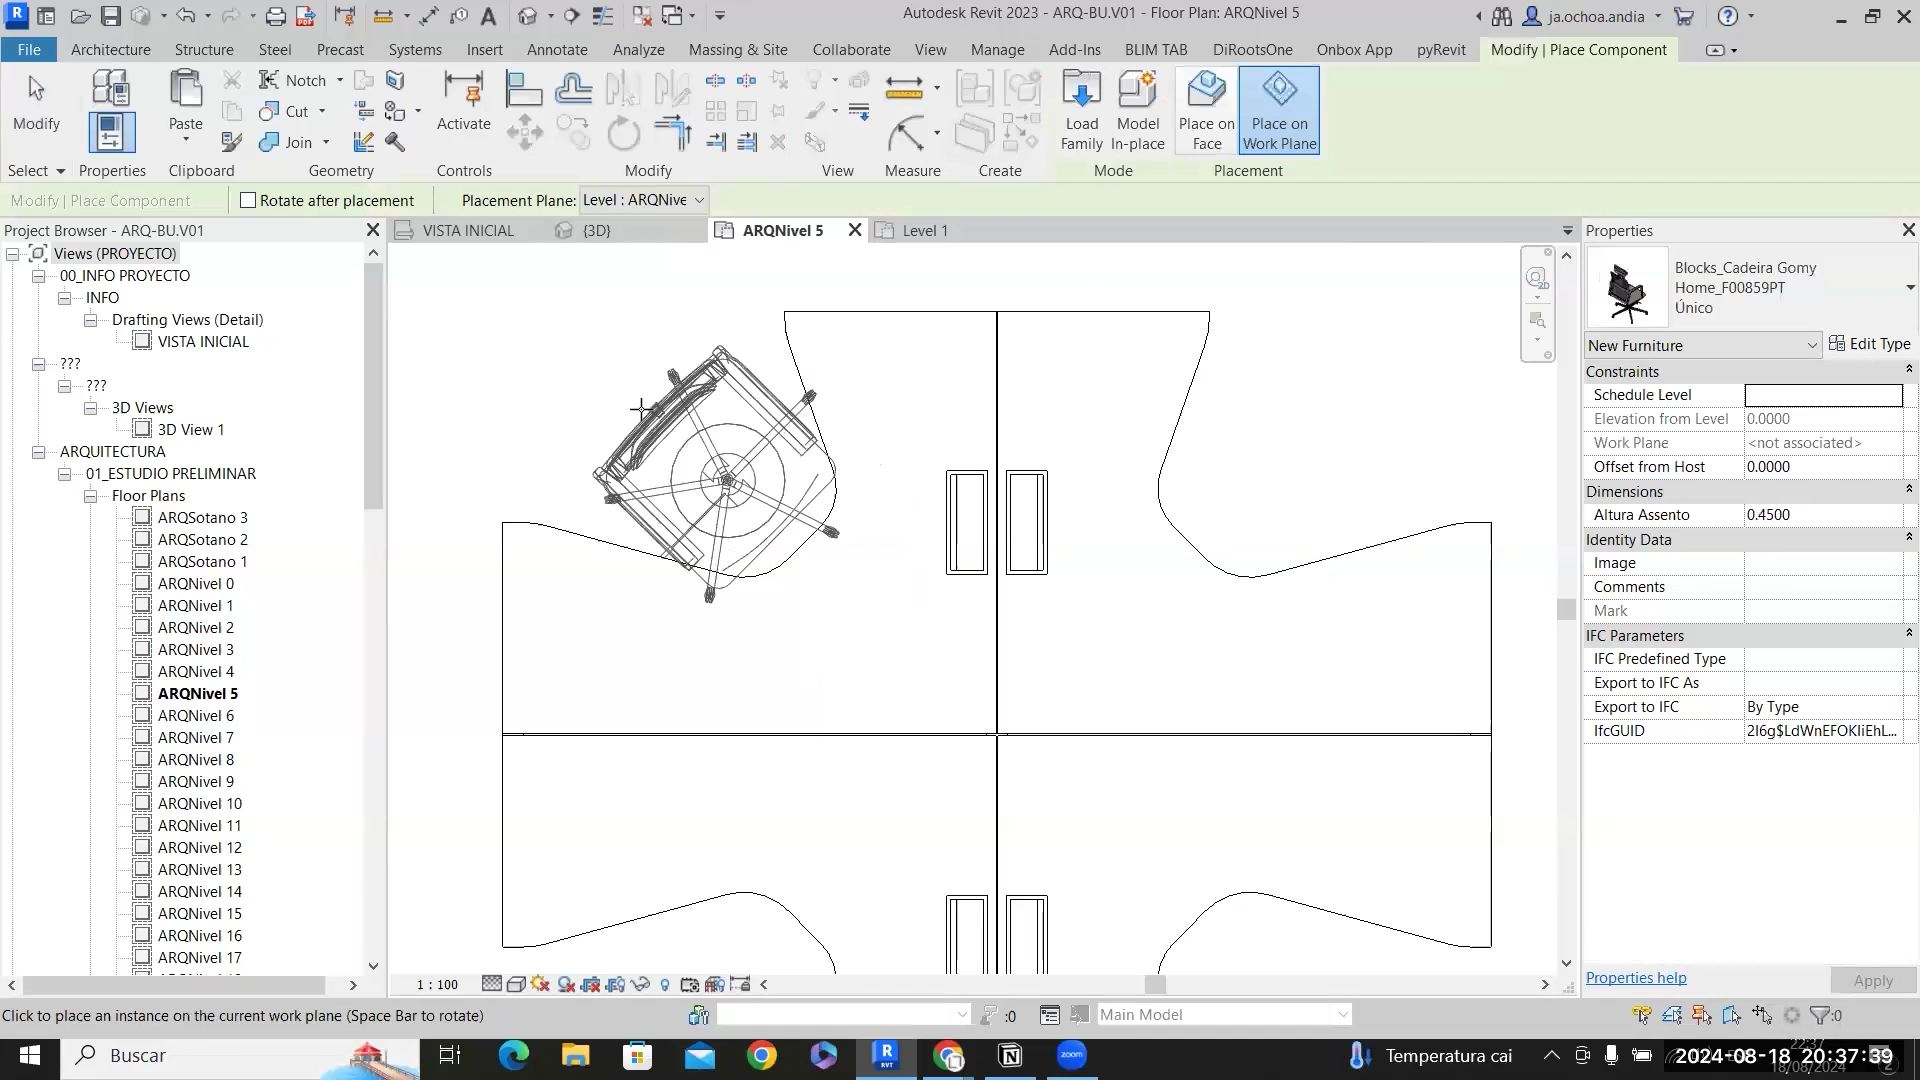 Autodesk Revit 2023 - ARQ-BU.V01 - Floor Plan: ARQNivel 5
ja.ochoa.andia
File Architecture Structure Steel Precast Systems Insert Annotate Analyze Massing & Site Collaborate View Manage Add-Ins BLIM TAB DiRootsOne Onbox App pyRevit Modify | Place Component
Modify
Paste
Notch
Cut
Join
Activate
Load Family
Model In-place
Place on Face
Place on Work Plane
Select Properties Clipboard Geometry Controls Modify View Measure Create Mode Placement
Modify | Place Component Rotate after placement Placement Plane: Level : ARQNive
Project Browser - ARQ-BU.V01
VISTA INICIAL {3D} ARQNivel 5 Level 1
Views (PROYECTO)
00_INFO PROYECTO
INFO
Drafting Views (Detail)
VISTA INICIAL
???
???
3D Views
3D View 1
ARQUITECTURA
01_ESTUDIO PRELIMINAR
Floor Plans
ARQSotano 3
ARQSotano 2
ARQSotano 1
ARQNivel 0
ARQNivel 1
ARQNivel 2
ARQNivel 3
ARQNivel 4
ARQNivel 5
ARQNivel 6
ARQNivel 7
ARQNivel 8
ARQNivel 9
ARQNivel 10
ARQNivel 11
ARQNivel 12
ARQNivel 13
ARQNivel 14
ARQNivel 15
ARQNivel 16
ARQNivel 17
Properties
Blocks_Cadeira Gomy
Home_F00859PT
Único
New Furniture Edit Type
Constraints
Schedule Level
Elevation from Level 0.0000
Work Plane <not associated>
Offset from Host 0.0000
Dimensions
Altura Assento 0.4500
Identity Data
Image
Comments
Mark
IFC Parameters
IFC Predefined Type
Export to IFC As
Export to IFC By Type
IfcGUID 2I6g$LdWnEFOKIiEhL...
Properties help Apply
1 : 100
Click to place an instance on the current work plane (Space Bar to rotate)
:0
Main Model
:0
Buscar
zoom
Temperatura cai
2024-08-18 20:37:39
22:37
18/08/2024